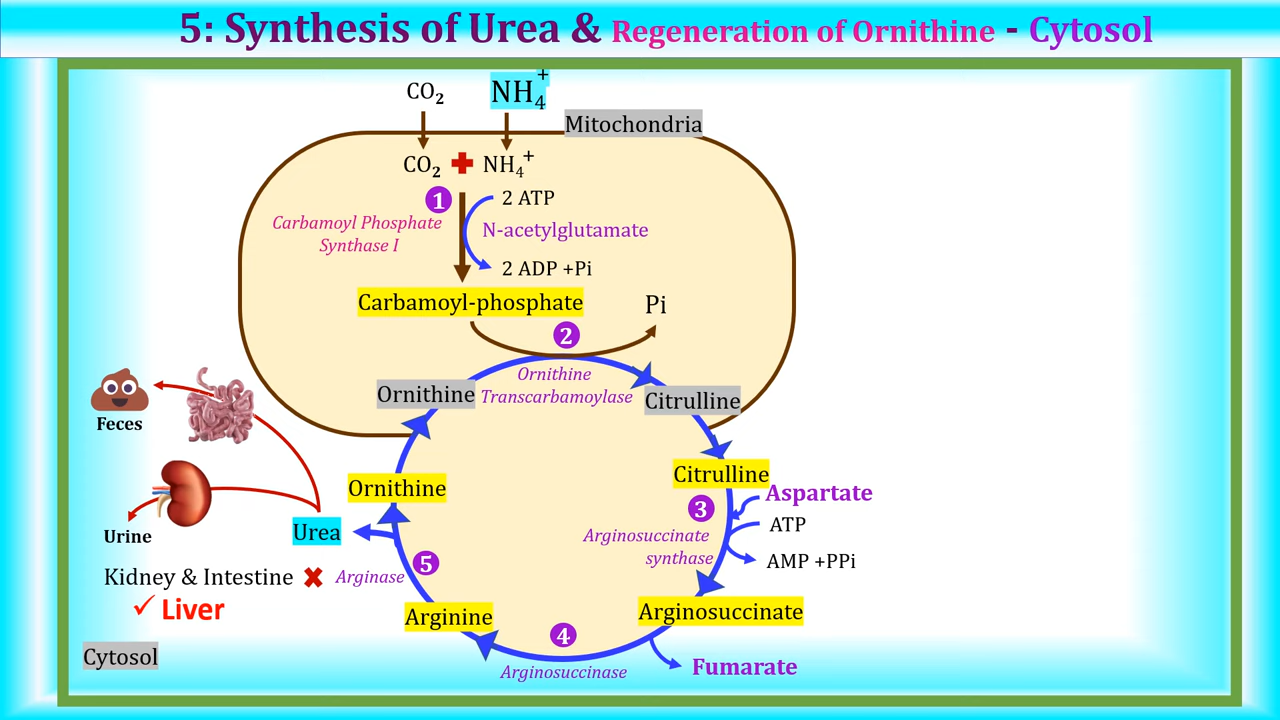 5: Synthesis of Urea & Regeneration of Ornithine - Cytosol
CO₂
NH₄⁺
Mitochondria
CO₂ + NH₄⁺
1
2 ATP
Carbamoyl Phosphate
Synthase I
N-acetylglutamate
2 ADP +Pi
Carbamoyl-phosphate
Pi
2
Ornithine
Transcarbamoylase
Ornithine
Citrulline
Feces
Citrulline
Ornithine
Aspartate
3
ATP
Arginosuccinate
synthase
AMP +PPi
Urine
Urea
5
Arginase
Kidney & Intestine
Liver
Arginine
Arginosuccinate
4
Arginosuccinase
Fumarate
Cytosol